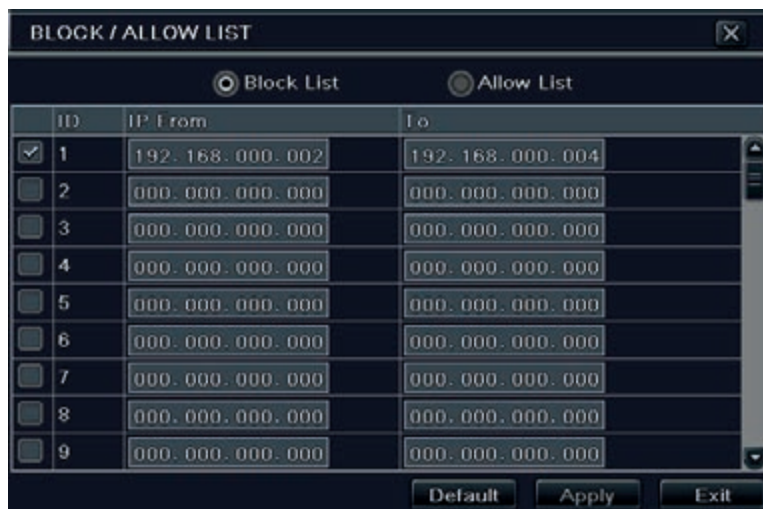 BLOCK / ALLOW LIST
Block List Allow List
ID IP From To
1 192. 168. 000. 002 192. 168. 000. 004
2 000. 000. 000. 000 000. 000. 000. 000
3 000. 000. 000. 000 000. 000. 000. 000
4 000. 000. 000. 000 000. 000. 000. 000
5 000. 000. 000. 000 000. 000. 000. 000
6 000. 000. 000. 000 000. 000. 000. 000
7 000. 000. 000. 000 000. 000. 000. 000
8 000. 000. 000. 000 000. 000. 000. 000
9 000. 000. 000. 000 000. 000. 000. 000
Default Apply Exit